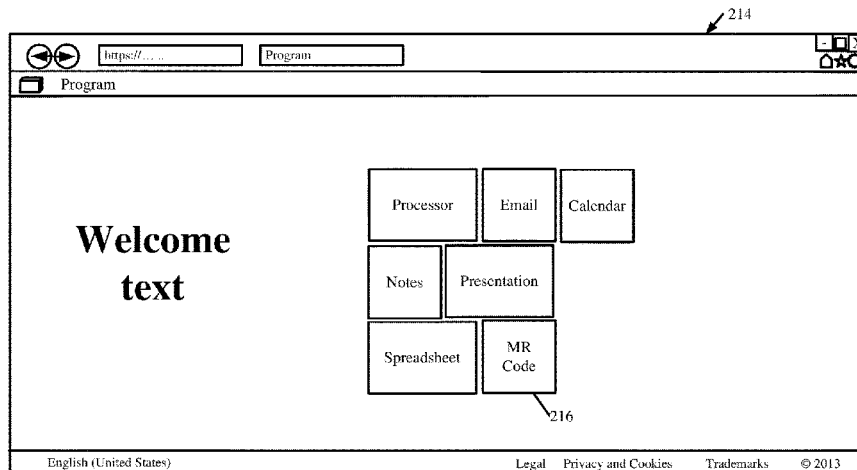 214
https://..... Program
Program
Processor Email Calendar
Welcome
text
Notes Presentation
Spreadsheet MR
Code
216
English (United States) Legal Privacy and Cookies Trademarks © 2013